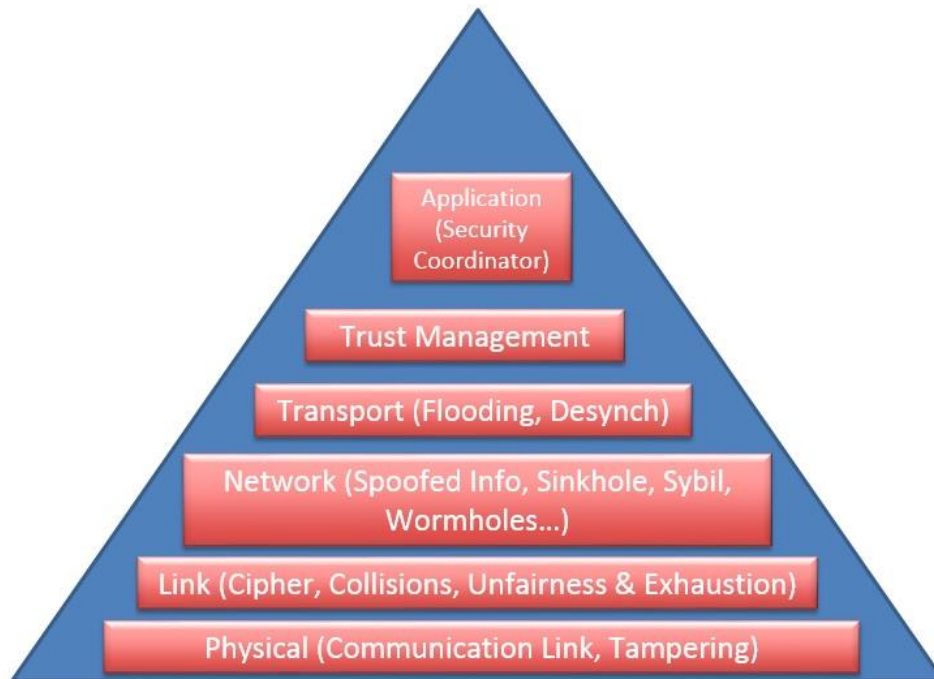 Application
(Security
Coordinator)
Trust Management
Transport (Flooding, Desynch)
Network (Spoofed Info, Sinkhole, Sybil,
Wormholes...)
Link (Cipher, Collisions, Unfairness & Exhaustion)
Physical (Communication Link, Tampering)